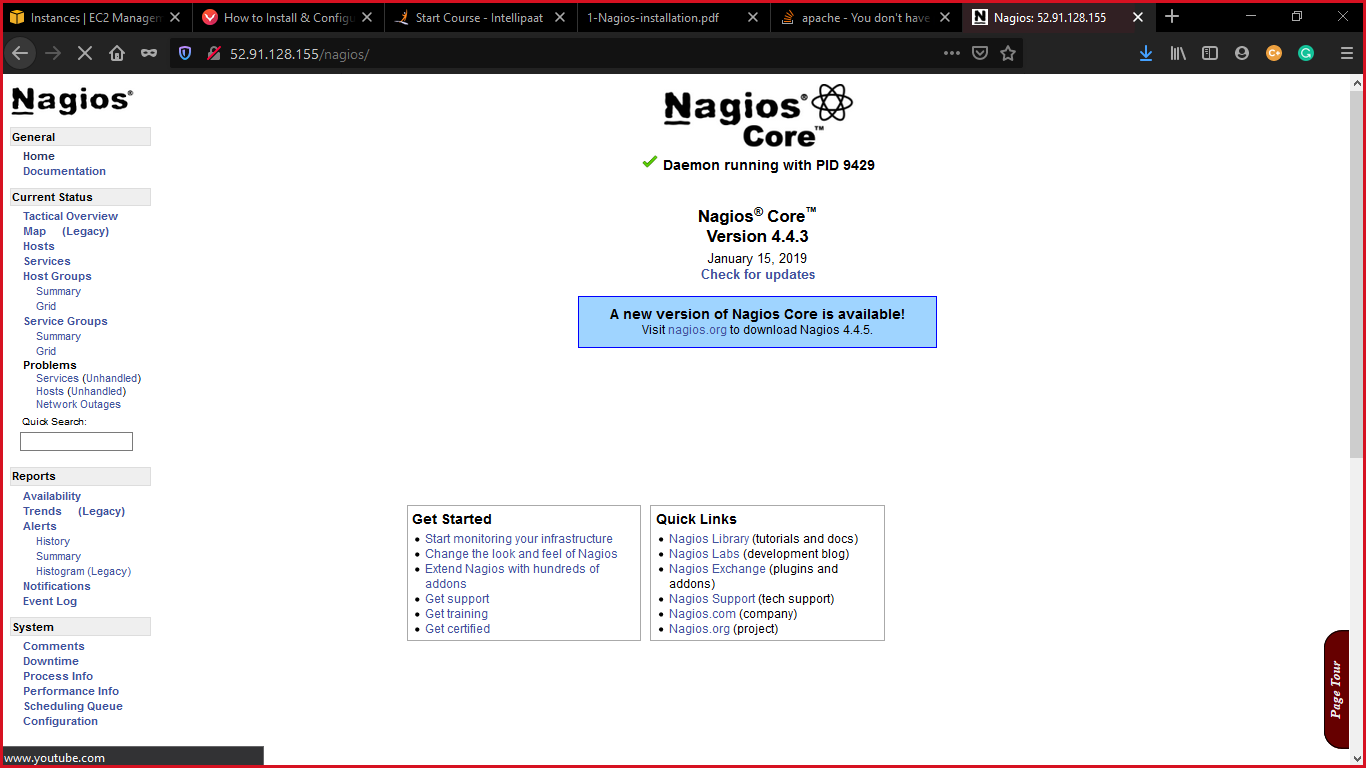 Instances | EC2 Managem
How to Install & Configu
Start Course - Intellipaat
1-Nagios-installation.pdf
apache - You don't have
Nagios: 52.91.128.155
52.91.128.155/nagios/
Nagios®
General
Home
Documentation
Current Status
Tactical Overview
Map (Legacy)
Hosts
Services
Host Groups
Summary
Grid
Service Groups
Summary
Grid
Problems
Services (Unhandled)
Hosts (Unhandled)
Network Outages
Quick Search:
Reports
Availability
Trends (Legacy)
Alerts
History
Summary
Histogram (Legacy)
Notifications
Event Log
System
Comments
Downtime
Process Info
Performance Info
Scheduling Queue
Configuration
Nagios®
Core™
Daemon running with PID 9429
Nagios® Core™
Version 4.4.3
January 15, 2019
Check for updates
A new version of Nagios Core is available!
Visit nagios.org to download Nagios 4.4.5.
Get Started
Start monitoring your infrastructure
Change the look and feel of Nagios
Extend Nagios with hundreds of
addons
Get support
Get training
Get certified
Quick Links
Nagios Library (tutorials and docs)
Nagios Labs (development blog)
Nagios Exchange (plugins and
addons)
Nagios Support (tech support)
Nagios.com (company)
Nagios.org (project)
Page Tour
www.youtube.com